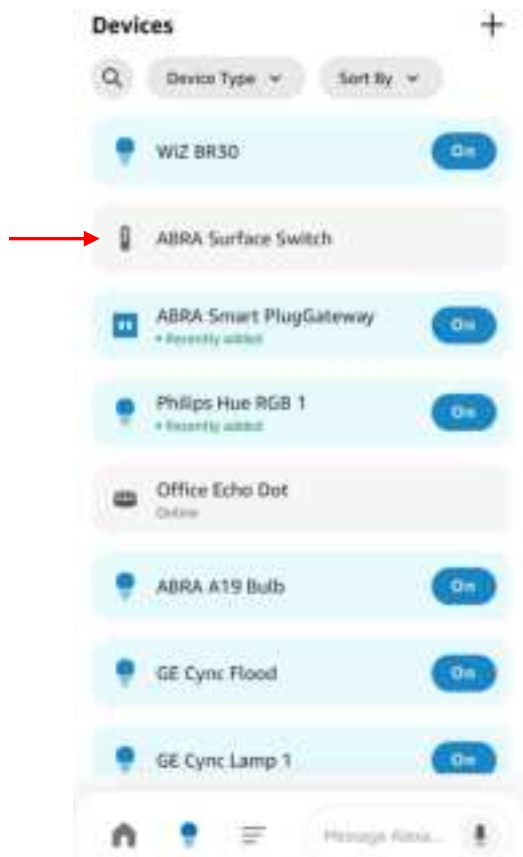 Devices
Device Type
Sort By
WiZ BR30
On
ABRA Surface Switch
ABRA Smart PlugGateway
• Recently added
On
Philips Hue RGB 1
• Recently added
On
Office Echo Dot
Online
ABRA A19 Bulb
On
GE Cync Flood
On
GE Cync Lamp 1
On
Message Alexa...